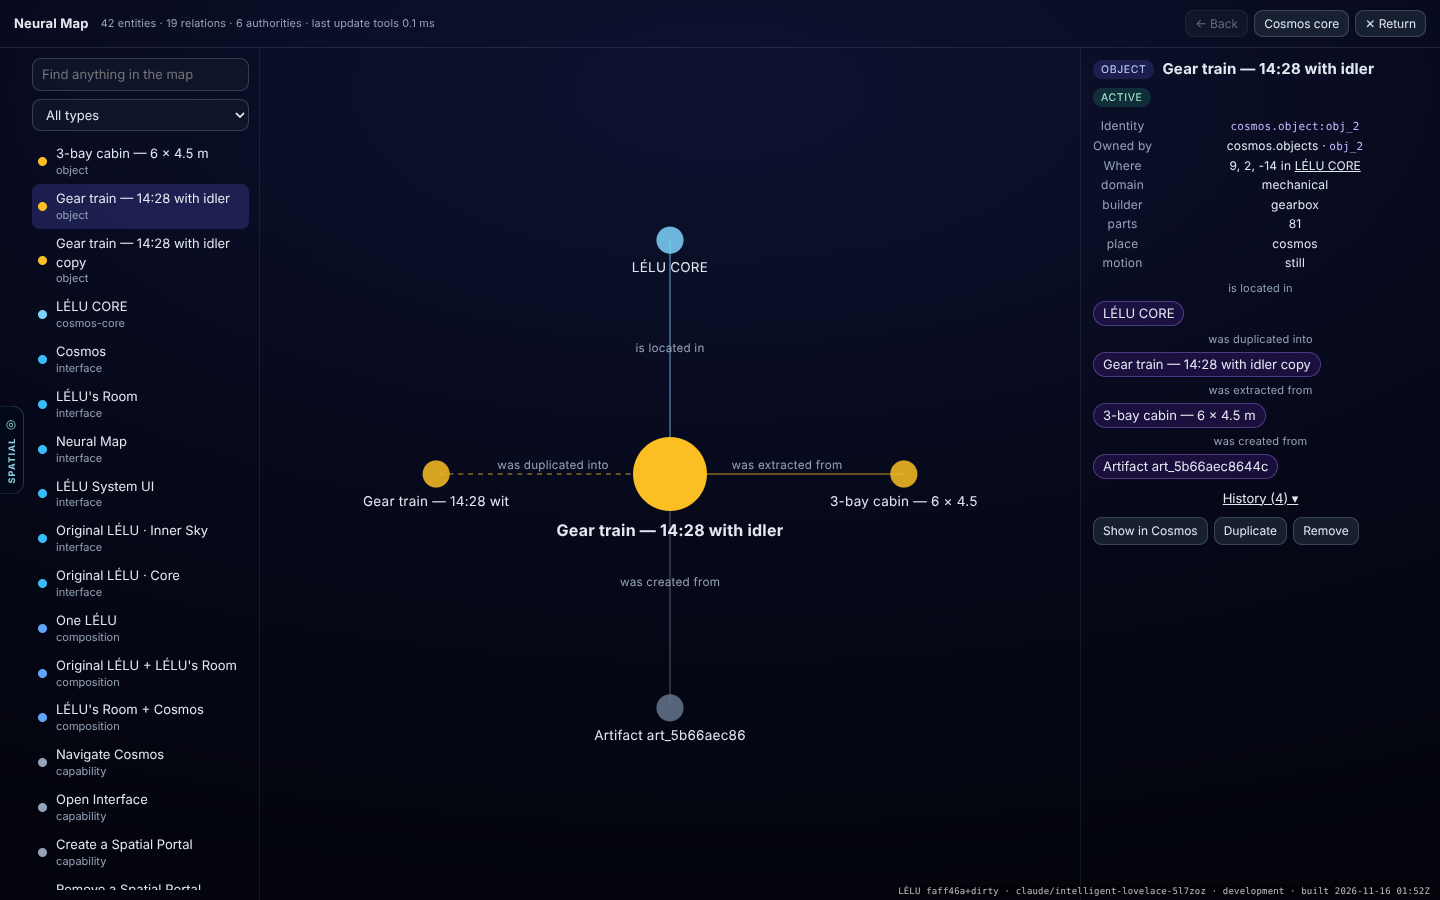 Neural Map 42 entities · 19 relations · 6 authorities · last update tools 0.1 ms
← Back Cosmos core ✕ Return
Find anything in the map
All types
3-bay cabin — 6 × 4.5 m
object
Gear train — 14:28 with idler
object
Gear train — 14:28 with idler
copy
object
LÉLU CORE
cosmos-core
Cosmos
interface
LÉLU's Room
interface
Neural Map
interface
LÉLU System UI
interface
Original LÉLU · Inner Sky
interface
Original LÉLU · Core
interface
One LÉLU
composition
Original LÉLU + LÉLU's Room
composition
LÉLU's Room + Cosmos
composition
Navigate Cosmos
capability
Open Interface
capability
Create a Spatial Portal
capability
Remove a Spatial Portal
SPATIAL ◎
LÉLU CORE
is located in
was duplicated into
was extracted from
Gear train — 14:28 wit
3-bay cabin — 6 × 4.5
Gear train — 14:28 with idler
was created from
Artifact art_5b66aec86
OBJECT Gear train — 14:28 with idler
ACTIVE
Identity cosmos.object:obj_2
Owned by cosmos.objects · obj_2
Where 9, 2, -14 in LÉLU CORE
domain mechanical
builder gearbox
parts 81
place cosmos
motion still
is located in
LÉLU CORE
was duplicated into
Gear train — 14:28 with idler copy
was extracted from
3-bay cabin — 6 × 4.5 m
was created from
Artifact art_5b66aec8644c
History (4) ▾
Show in Cosmos Duplicate Remove
LÉLU faff46a+dirty · claude/intelligent-lovelace-5l7zoz · development · built 2026-11-16 01:52Z